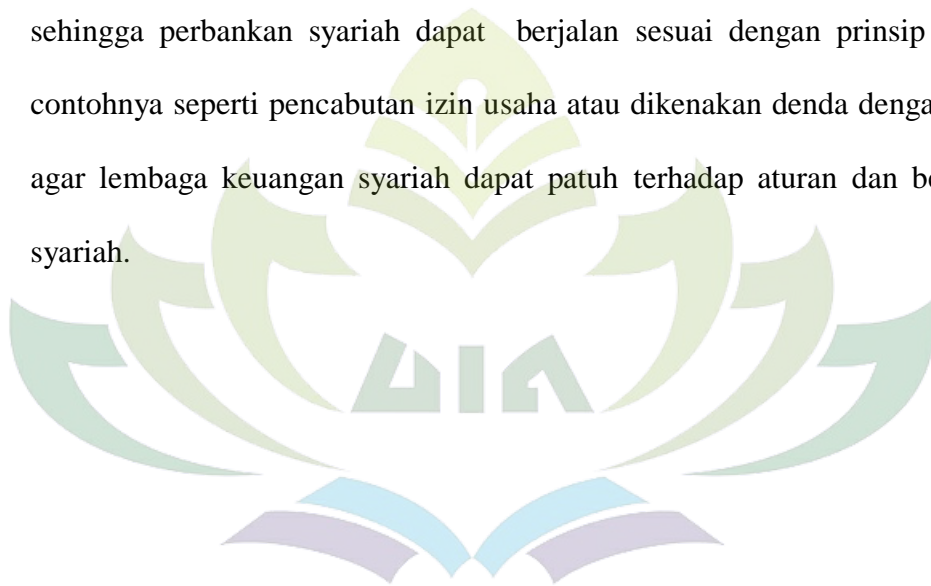 sehingga perbankan syariah dapat berjalan sesuai dengan prinsip
contohnya seperti pencabutan izin usaha atau dikenakan denda
agar lembaga keuangan syariah dapat patuh terhadap aturan dan
syariah.
UIN